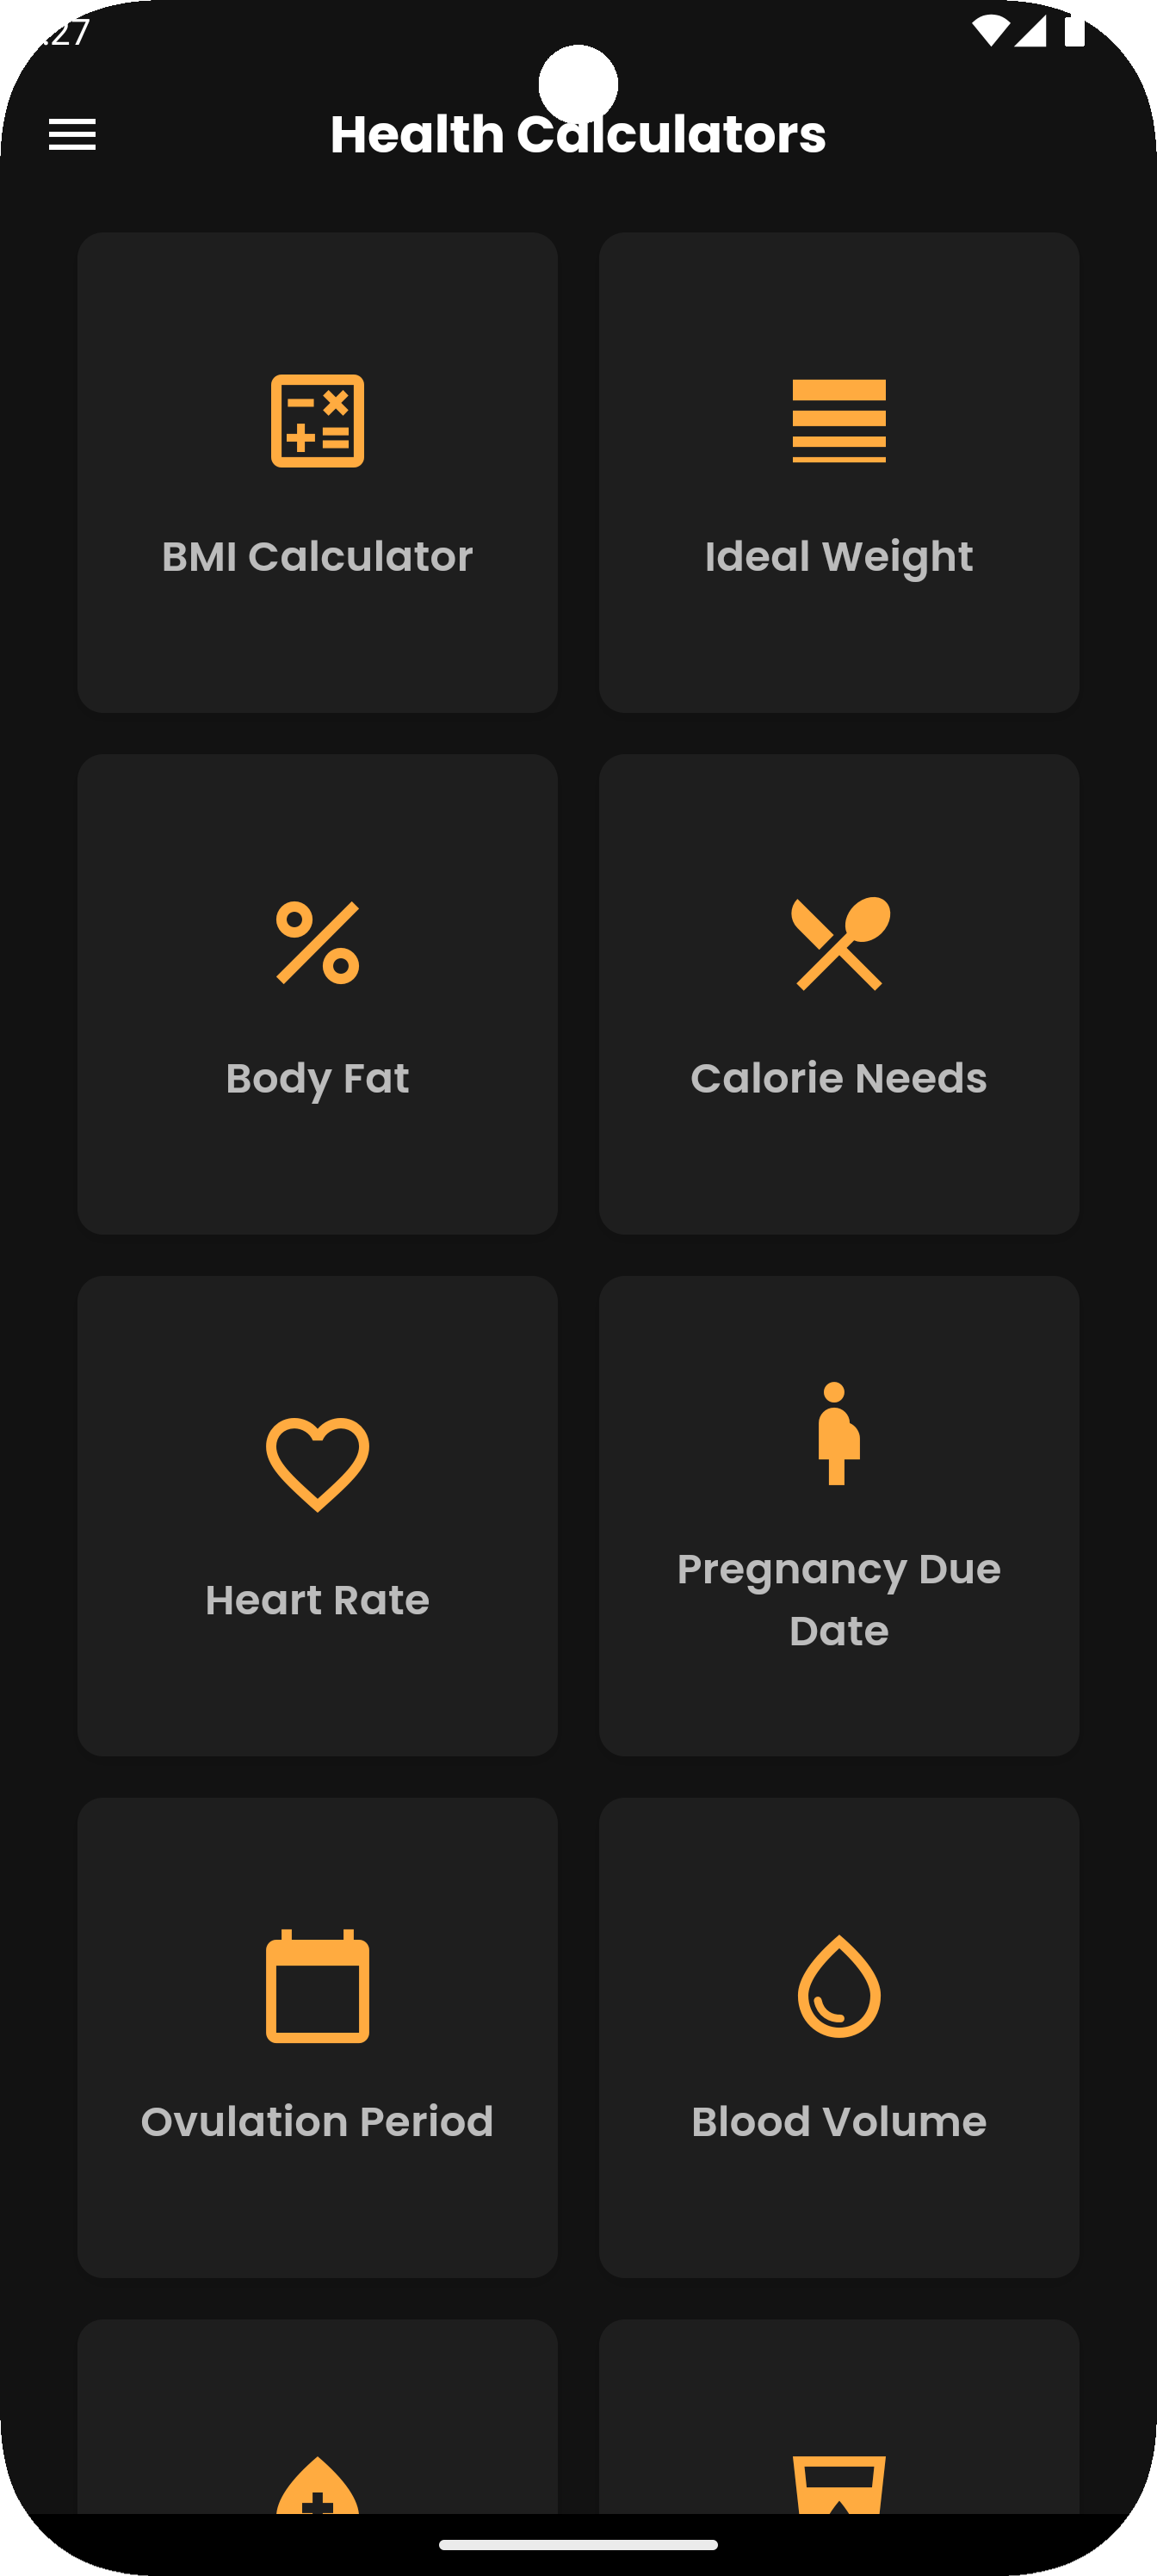 :27
Health Calculators
BMI Calculator
Ideal Weight
Body Fat
Calorie Needs
Heart Rate
Pregnancy Due
Date
Ovulation Period
Blood Volume